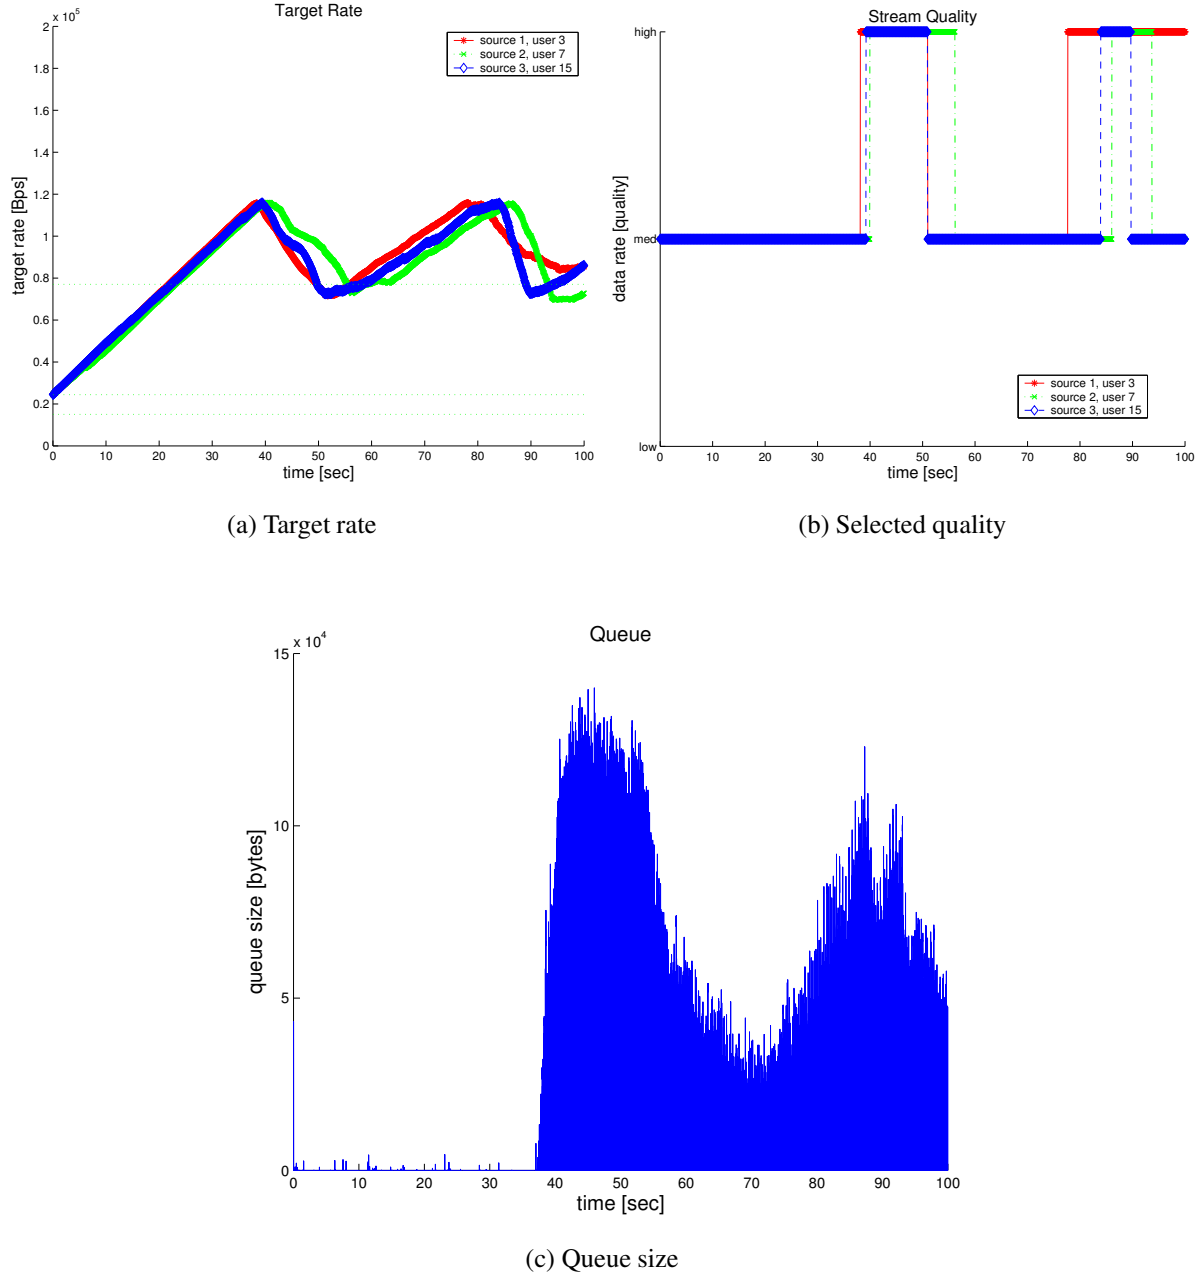 Target Rate
x 10⁵
2
1.8
1.6
1.4
1.2
1
0.8
0.6
0.4
0.2
0
target rate [Bps]
source 1, user 3
source 2, user 7
source 3, user 15
0 10 20 30 40 50 60 70 80 90 100
time [sec]
(a) Target rate
Stream Quality
high
med
low
data rate [quality]
source 1, user 3
source 2, user 7
source 3, user 15
0 10 20 30 40 50 60 70 80 90 100
time [sec]
(b) Selected quality
Queue
x 10⁴
15
10
5
0
queue size [bytes]
0 10 20 30 40 50 60 70 80 90 100
time [sec]
(c) Queue size